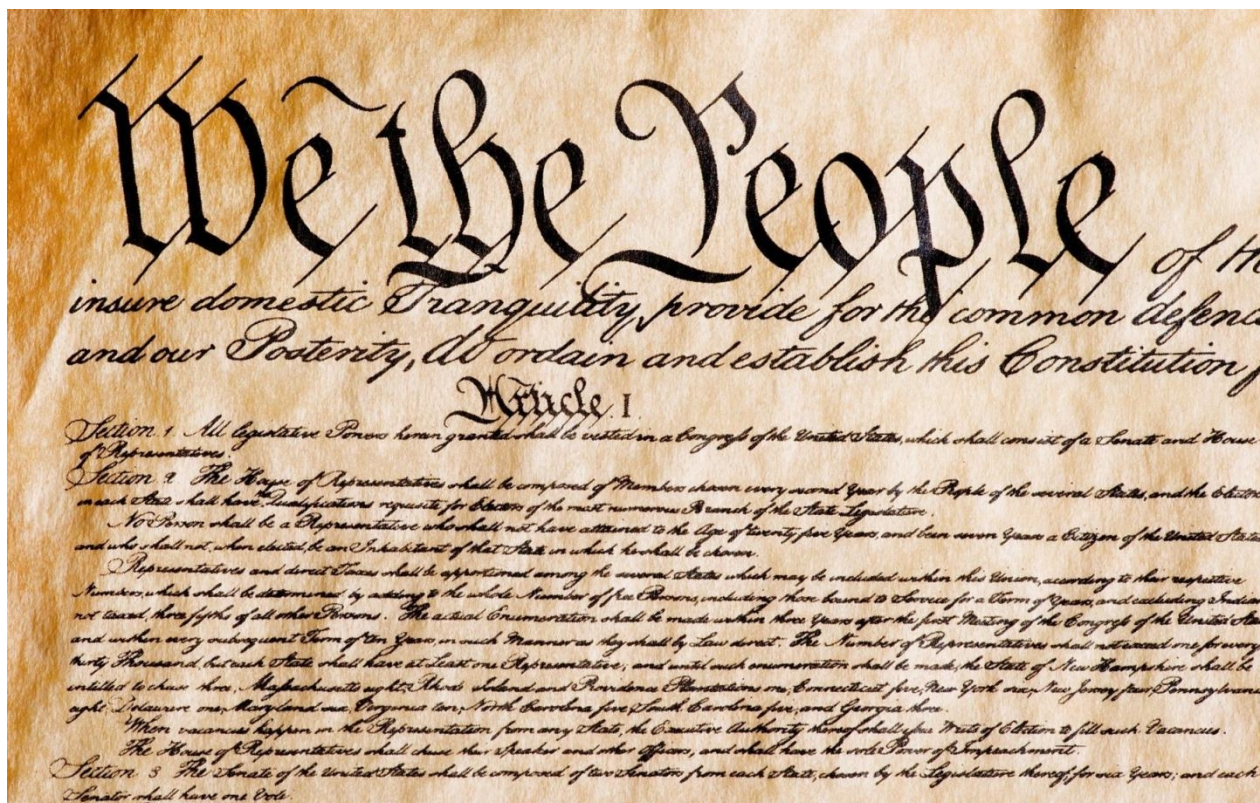 We the People of th
insure domestic Tranquility, provide for the common defenc
and our Posterity, do ordain and establish this Constitution f
Article. I.
Section 1 All legislative Powers herein granted shall be vested in a Congress of the United States, which shall consist of a Senate and House
of Representatives.
Section 2 The House of Representatives shall be composed of Members chosen every second Year by the People of the several States, and the Electors
in each State shall have the Qualifications requisite for Electors of the most numerous Branch of the State Legislature.
No Person shall be a Representative who shall not have attained to the Age of twenty five Years, and been seven Years a Citizen of the United States
and who shall not, when elected, be an Inhabitant of that State in which he shall be chosen.
Representatives and direct Taxes shall be apportioned among the several States which may be included within this Union, according to their respective
Numbers, which shall be determined by adding to the whole Number of free Persons, including those bound to Service for a Term of Years, and excluding Indian
not taxed, three fifths of all other Persons. The actual Enumeration shall be made within three Years after the first Meeting of the Congress of the United Stat
and within every subsequent Term of ten Years, in such Manner as they shall by Law direct. The Number of Representatives shall not exceed one for every
thirty Thousand, but each State shall have at Least one Representative; and until such enumeration shall be made, the State of New Hampshire shall be
entitled to chuse three, Massachusetts eight, Rhode Island and Providence Plantations one, Connecticut five, New York six, New Jersey four, Pennsylvan
eight, Delaware one, Maryland six, Virginia ten, North Carolina five, South Carolina five, and Georgia three.
When vacancies happen in the Representation from any State, the Executive Authority thereof shall issue Writs of Election to fill such Vacancies.
The House of Representatives shall chuse their Speaker and other Officers, and shall have the sole Power of Impeachment.
Section 3 The Senate of the United States shall be composed of two Senators from each State, chosen by the Legislature thereof, for six Years; and each
Senator shall have one Vote.